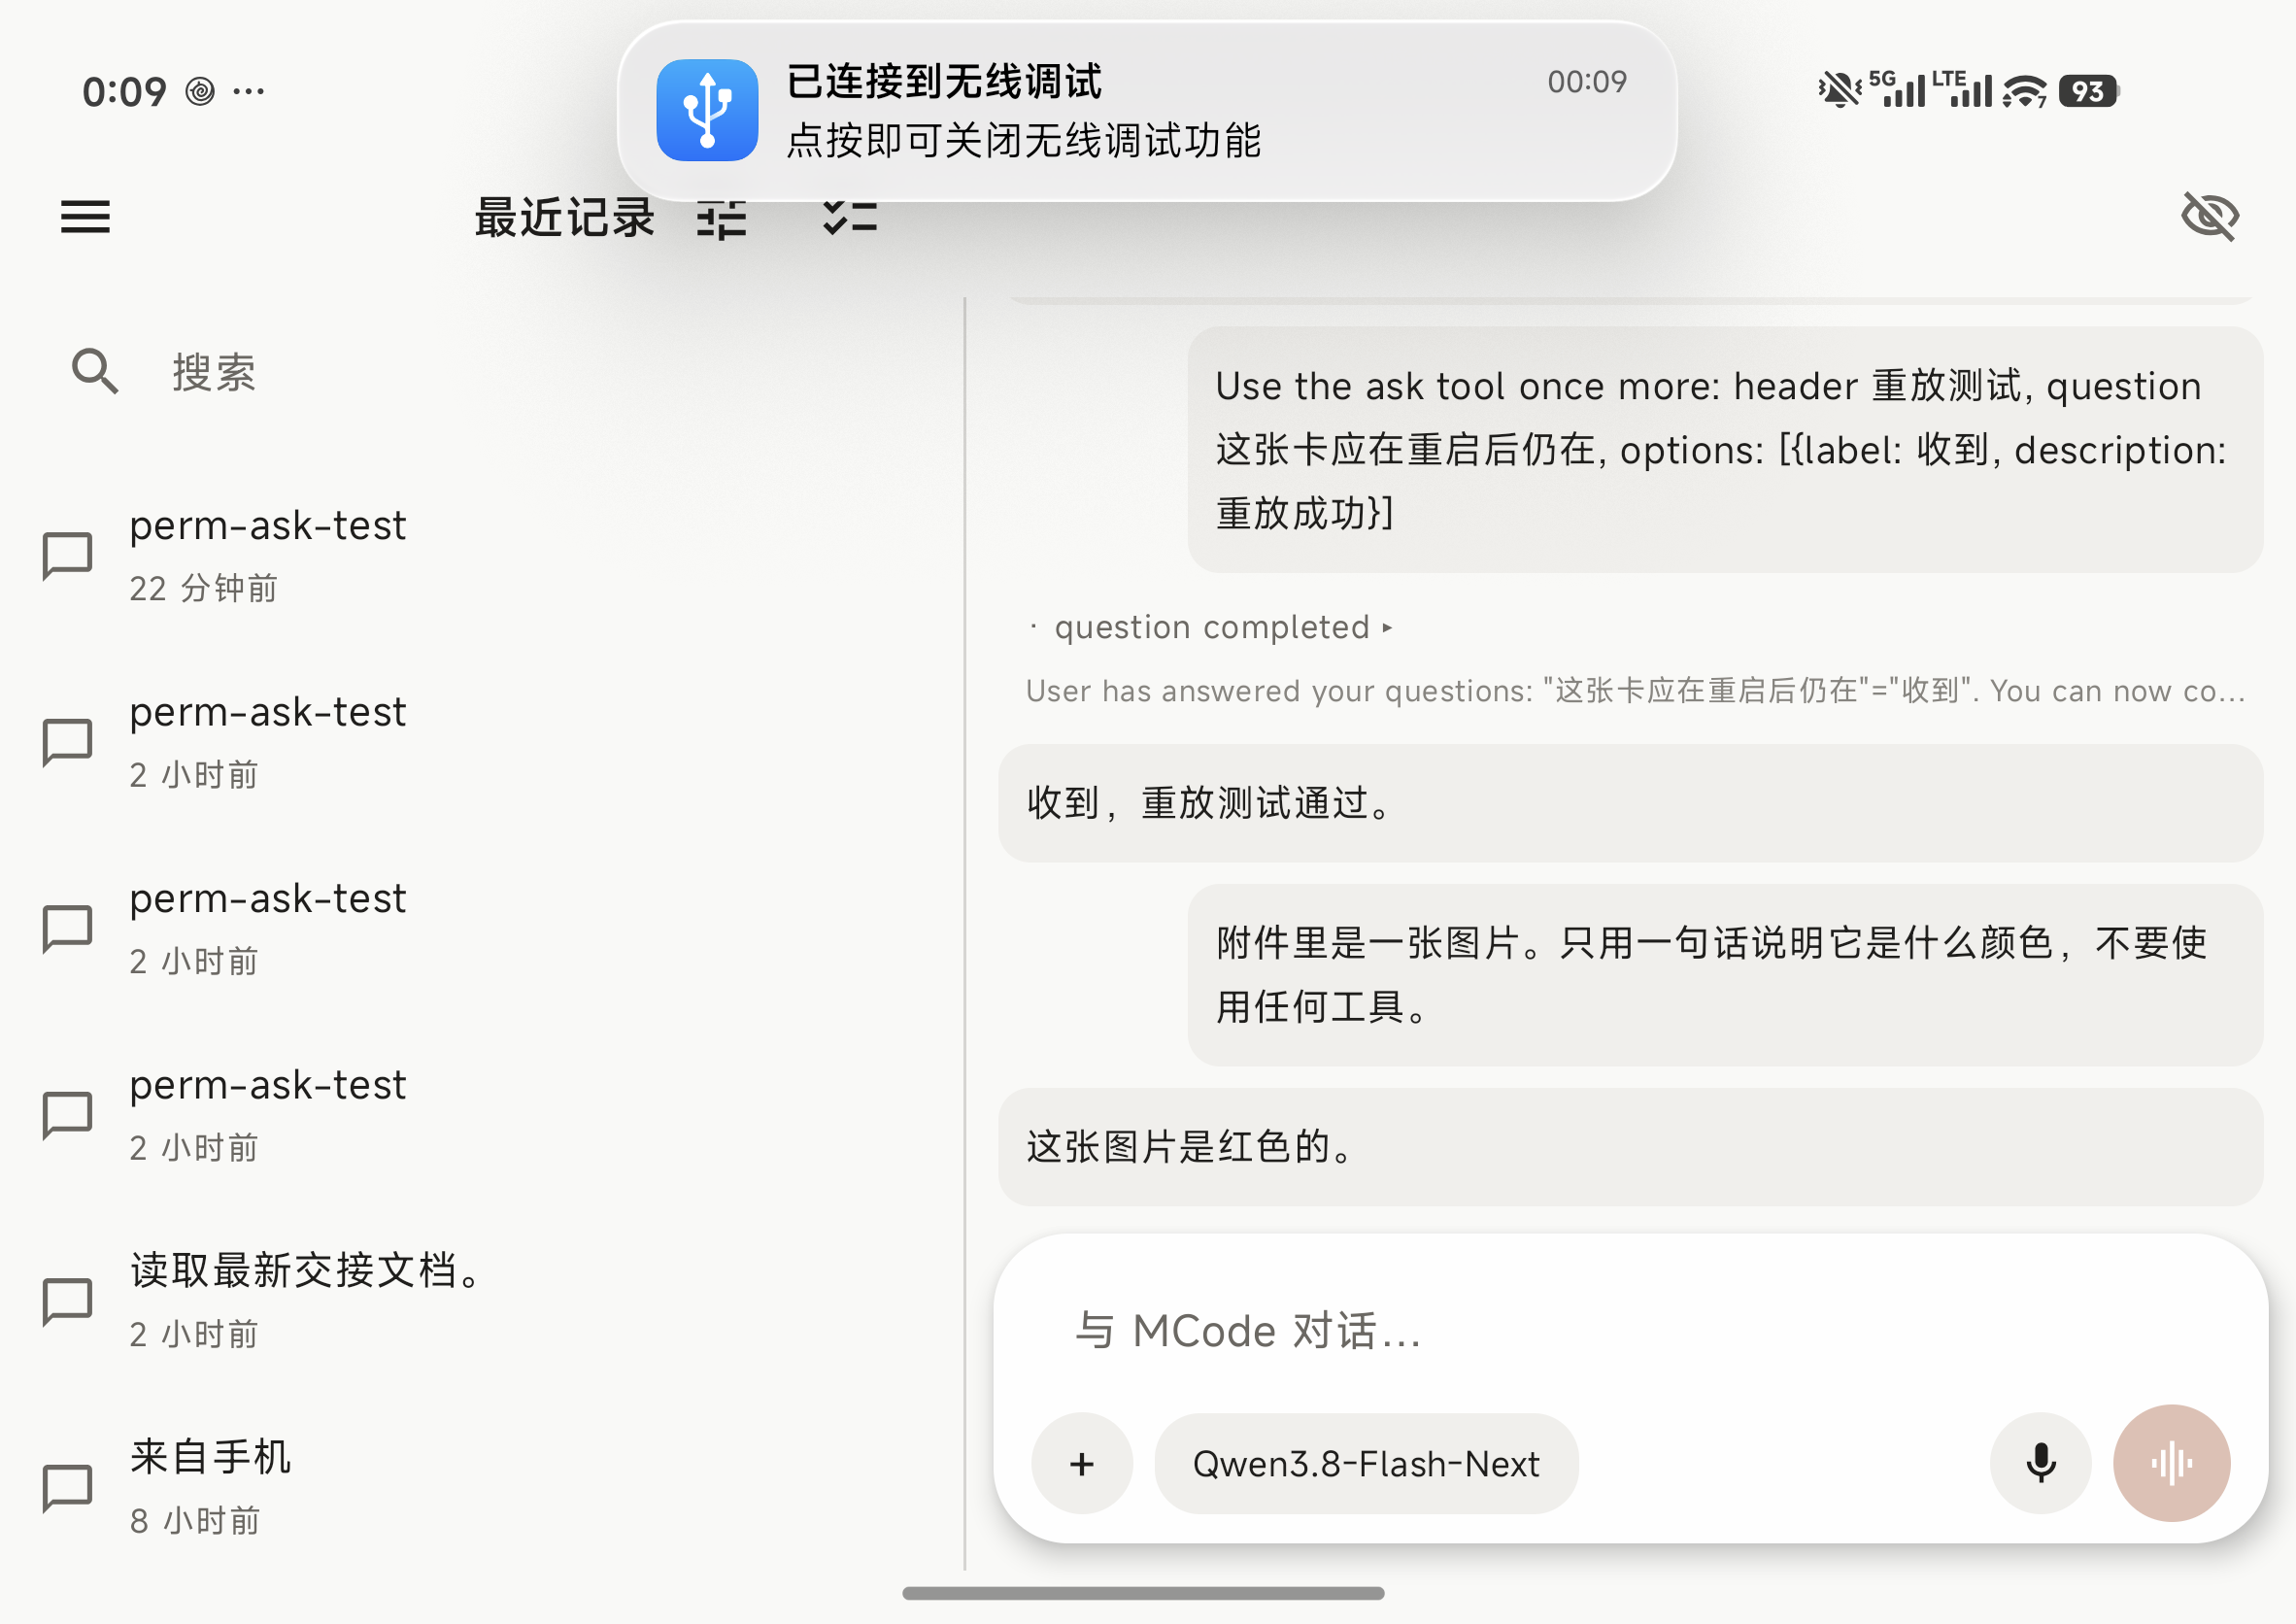 0:09
已连接到无线调试
00:09
点按即可关闭无线调试功能
5G
LTE
7
93
最近记录
搜索
perm-ask-test
22 分钟前
perm-ask-test
2 小时前
perm-ask-test
2 小时前
perm-ask-test
2 小时前
读取最新交接文档。
2 小时前
来自手机
8 小时前
Use the ask tool once more: header 重放测试, question
这张卡应在重启后仍在, options: [{label: 收到, description:
重放成功}]
· question completed ▸
User has answered your questions: "这张卡应在重启后仍在"="收到". You can now co...
收到，重放测试通过。
附件里是一张图片。只用一句话说明它是什么颜色，不要使
用任何工具。
这张图片是红色的。
与 MCode 对话...
+
Qwen3.8-Flash-Next